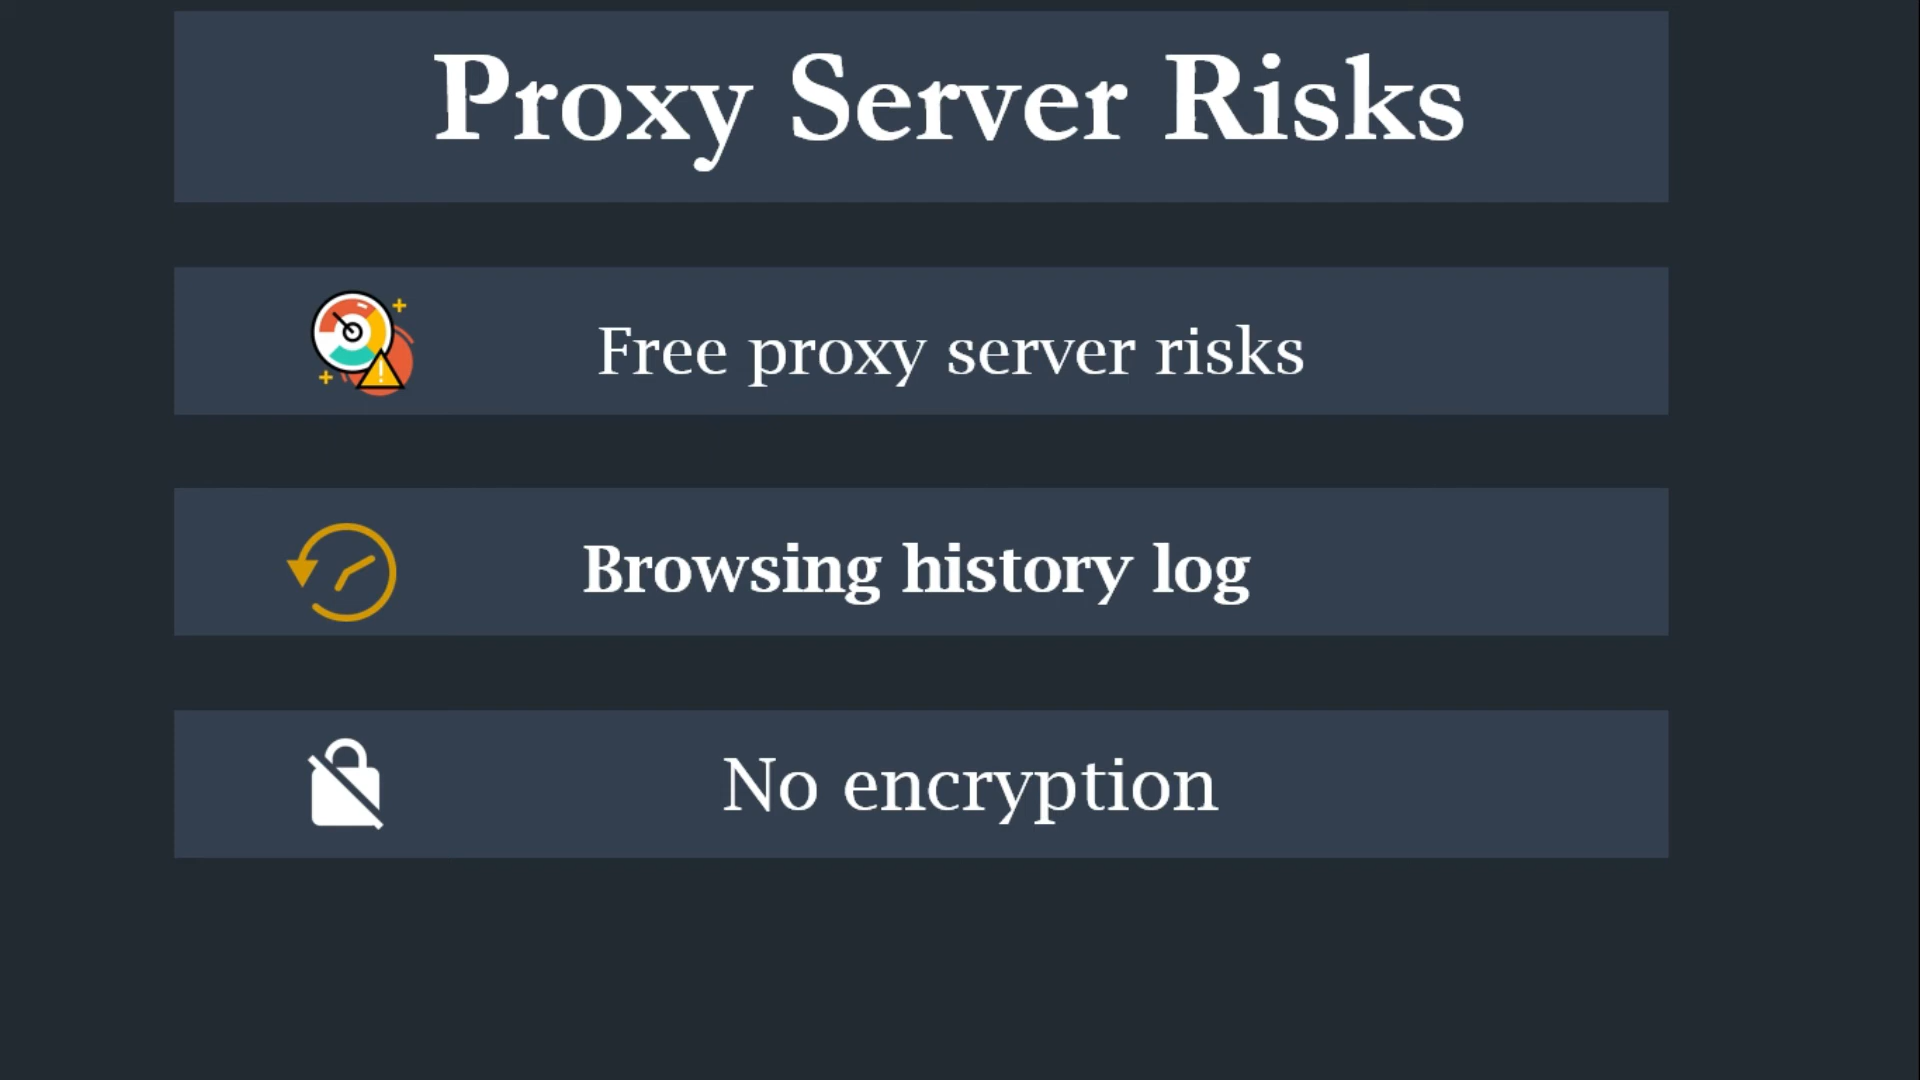 Proxy Server Risks
Free proxy server risks
Browsing history log
No encryption